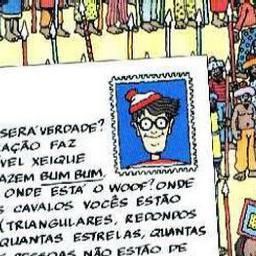 SERÁ VERDADE?
AÇÃO FAZ
VEL XEIQUE
AZEM BUM BUM,
ONDE ESTÁ O WOOF? ONDE
S CAVALOS VOCÊS ESTÃO
(TRIANGULARES, REDONDOS
QUANTAS ESTRELAS, QUANTAS
PESSOAS NÃO ESTÃO DE